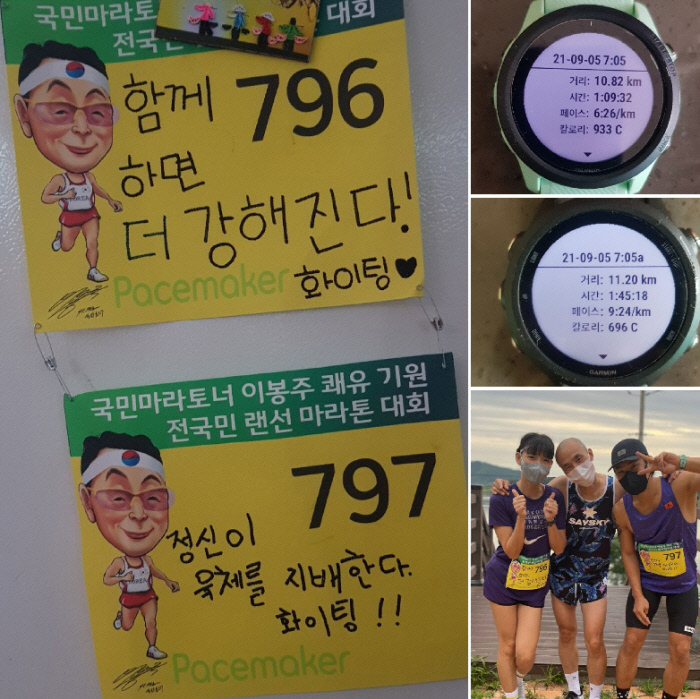 국민마라토너
대회
전국민
함께 796
하면
더 강해진다!
Pacemaker 화이팅♥
국민마라토너 이봉주 쾌유 기원
전국민 랜선 마라톤 대회
797
정신이
육체를 지배한다.
화이팅!!
Pacemaker
21-09-05 7:05
거리: 10.82 km
시간: 1:09:32
페이스: 6:26/km
칼로리: 933 C
GARMIN
21-09-05 7:05a
거리: 11.20 km
시간: 1:45:18
페이스: 9:24/km
칼로리: 696 C
GARMIN
SAYSKY
796
797